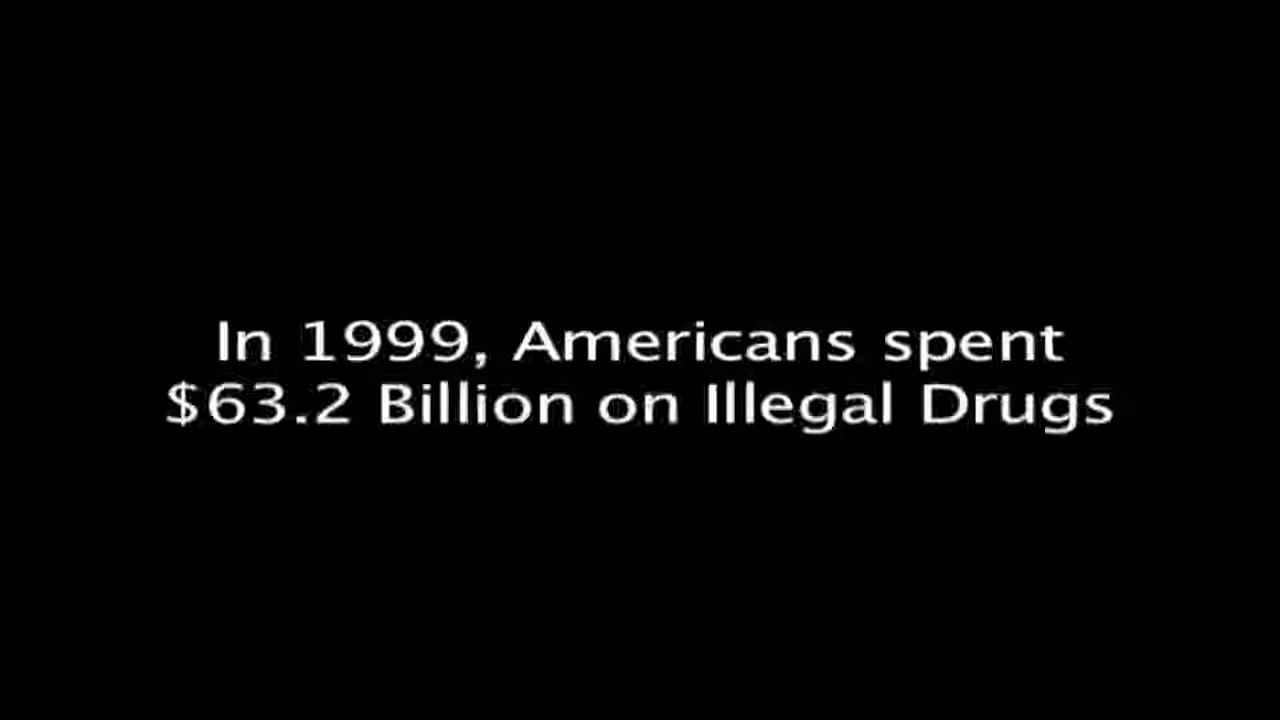 In 1999, Americans spent
$63.2 Billion on Illegal Drugs